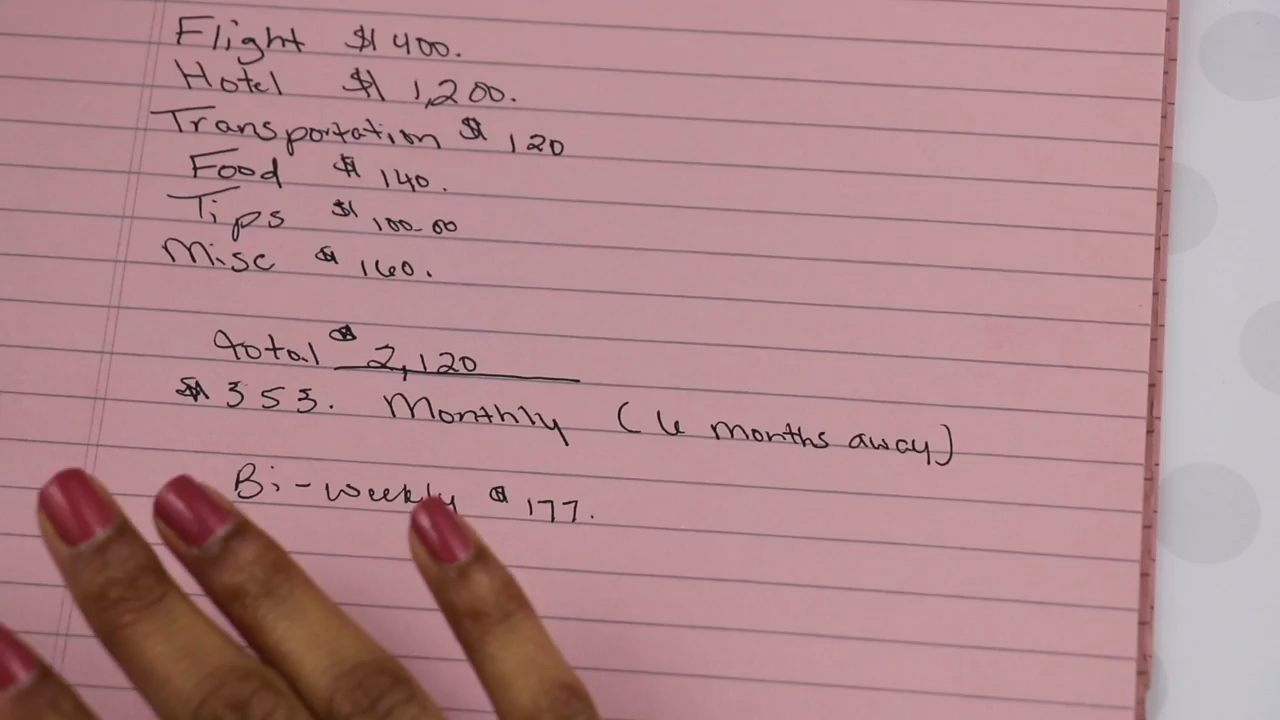 Flight $400.
Hotel $1,200.
Transportation $120
Food $140.
Tips $100.00
Misc $160.
total $2,120
$353. Monthly (6 months away)
Bi-weekly $177.